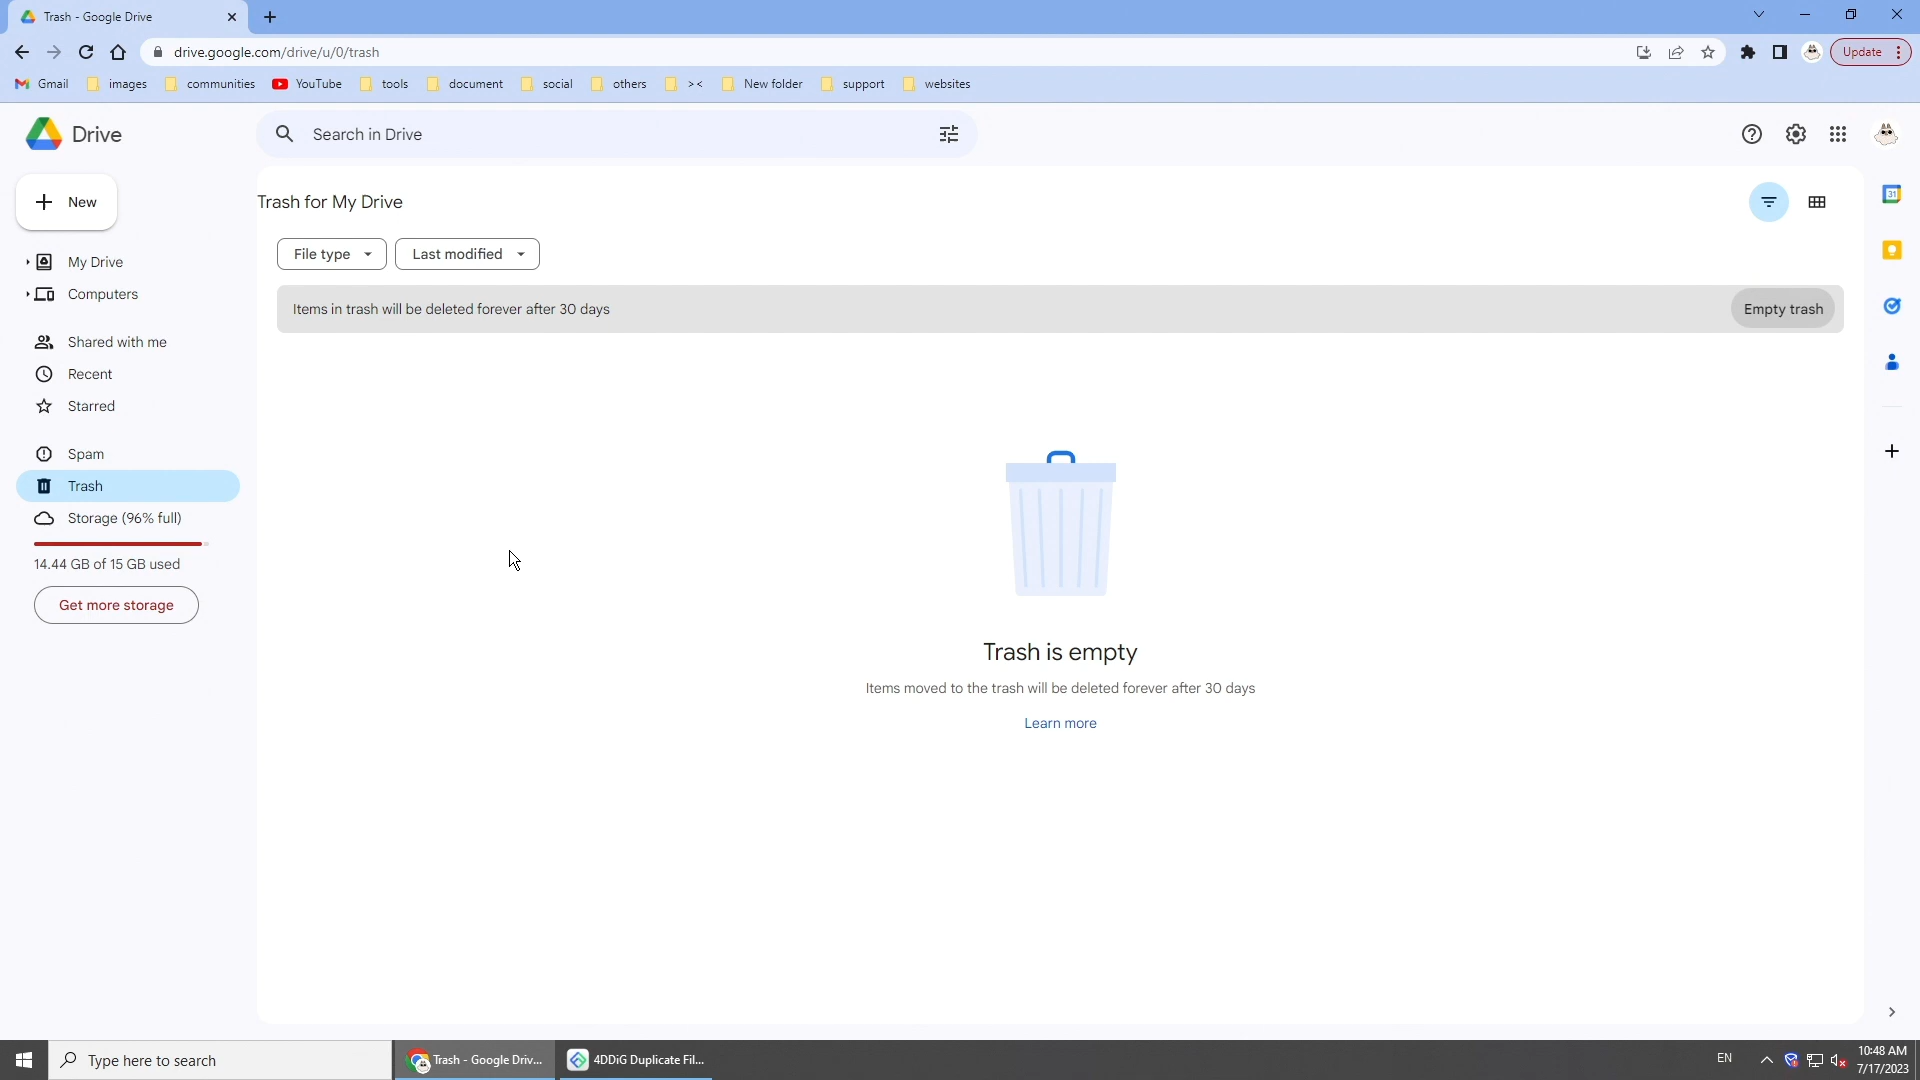 Trash - Google Drive
drive.google.com/drive/u/0/trash
Update
Gmail images communities YouTube tools document social others >< New folder support websites
Drive
Search in Drive
New
Trash for My Drive
31
File type Last modified
My Drive
Computers
Items in trash will be deleted forever after 30 days Empty trash
Shared with me
Recent
Starred
Spam
Trash
Storage (96% full)
14.44 GB of 15 GB used
Get more storage
Trash is empty
Items moved to the trash will be deleted forever after 30 days
Learn more
Type here to search
Trash - Google Driv...
4DDiG Duplicate Fil...
EN
10:48 AM
7/17/2023